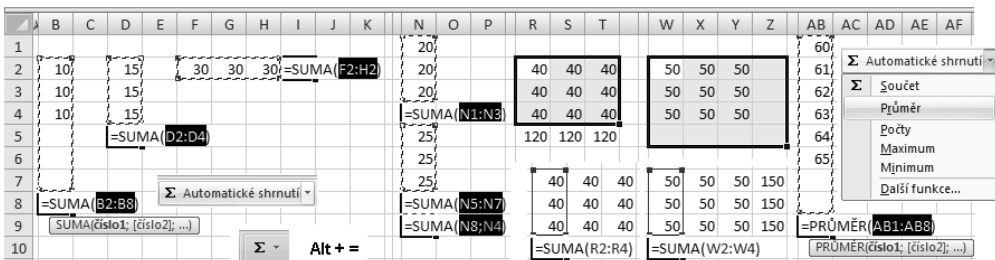 B C D E F G H I J K N O P R S T W X Y Z AB AC AD AE AF
1 20 60
2 10 15 30 30 30 =SUMA(F2:H2) 20 40 40 40 50 50 50 61
3 10 15 20 40 40 40 50 50 50 62
4 10 15 =SUMA(N1:N3) 40 40 40 50 50 50 63
5 =SUMA(D2:D4) 25 120 120 120 64
6 25 65
7 25 40 40 40 50 50 50 150
8 =SUMA(B2:B8) =SUMA(N5:N7) 40 40 40 50 50 50 150
9 =SUMA(N8;N4) 40 40 40 50 50 50 150 =PRŮMĚR(AB1:AB8)
10 =SUMA(R2:R4) =SUMA(W2:W4)
SUMA(číslo1; [číslo2]; ...)
Σ Automatické shrnutí
Σ
Alt + =
PRŮMĚR(číslo1; [číslo2]; ...)
Σ Automatické shrnutí
Σ Součet
Průměr
Počty
Maximum
Minimum
Další funkce...